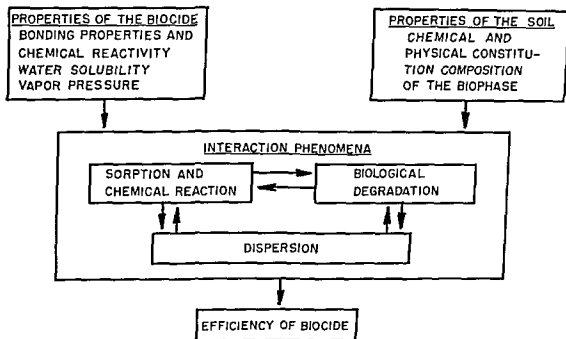 PROPERTIES OF THE BIOCIDE
BONDING PROPERTIES AND
CHEMICAL REACTIVITY
WATER SOLUBILITY
VAPOR PRESSURE
PROPERTIES OF THE SOIL
CHEMICAL AND
PHYSICAL CONSTITU-
TION COMPOSITION
OF THE BIOPHASE
INTERACTION PHENOMENA
SORPTION AND
CHEMICAL REACTION
BIOLOGICAL
DEGRADATION
DISPERSION
EFFICIENCY OF BIOCIDE